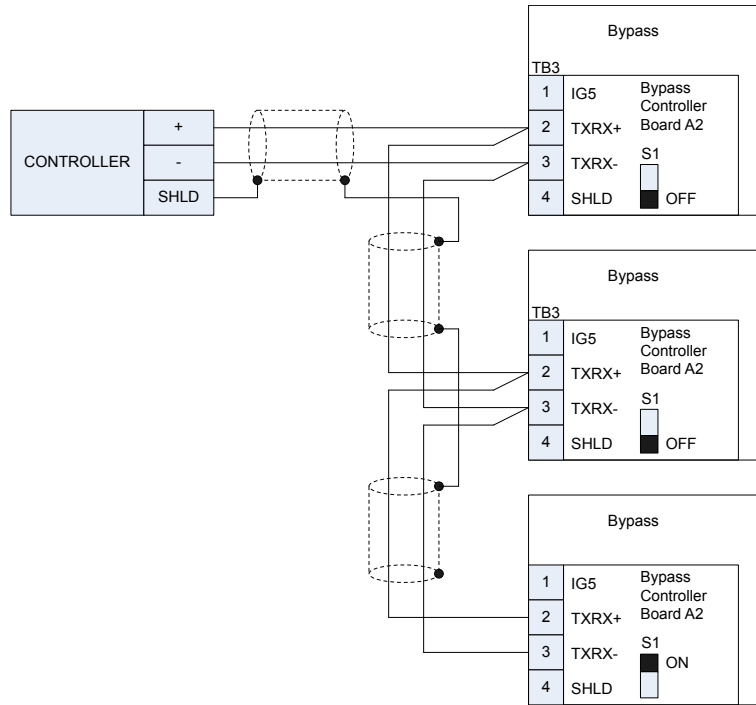 Bypass
TB3
1 IG5 Bypass
Controller
2 TXRX+ Board A2
3 TXRX- S1
4 SHLD OFF
CONTROLLER
+
-
SHLD
Bypass
TB3
1 IG5 Bypass
Controller
2 TXRX+ Board A2
3 TXRX- S1
4 SHLD OFF
Bypass
1 IG5 Bypass
Controller
2 TXRX+ Board A2
3 TXRX- S1
ON
4 SHLD